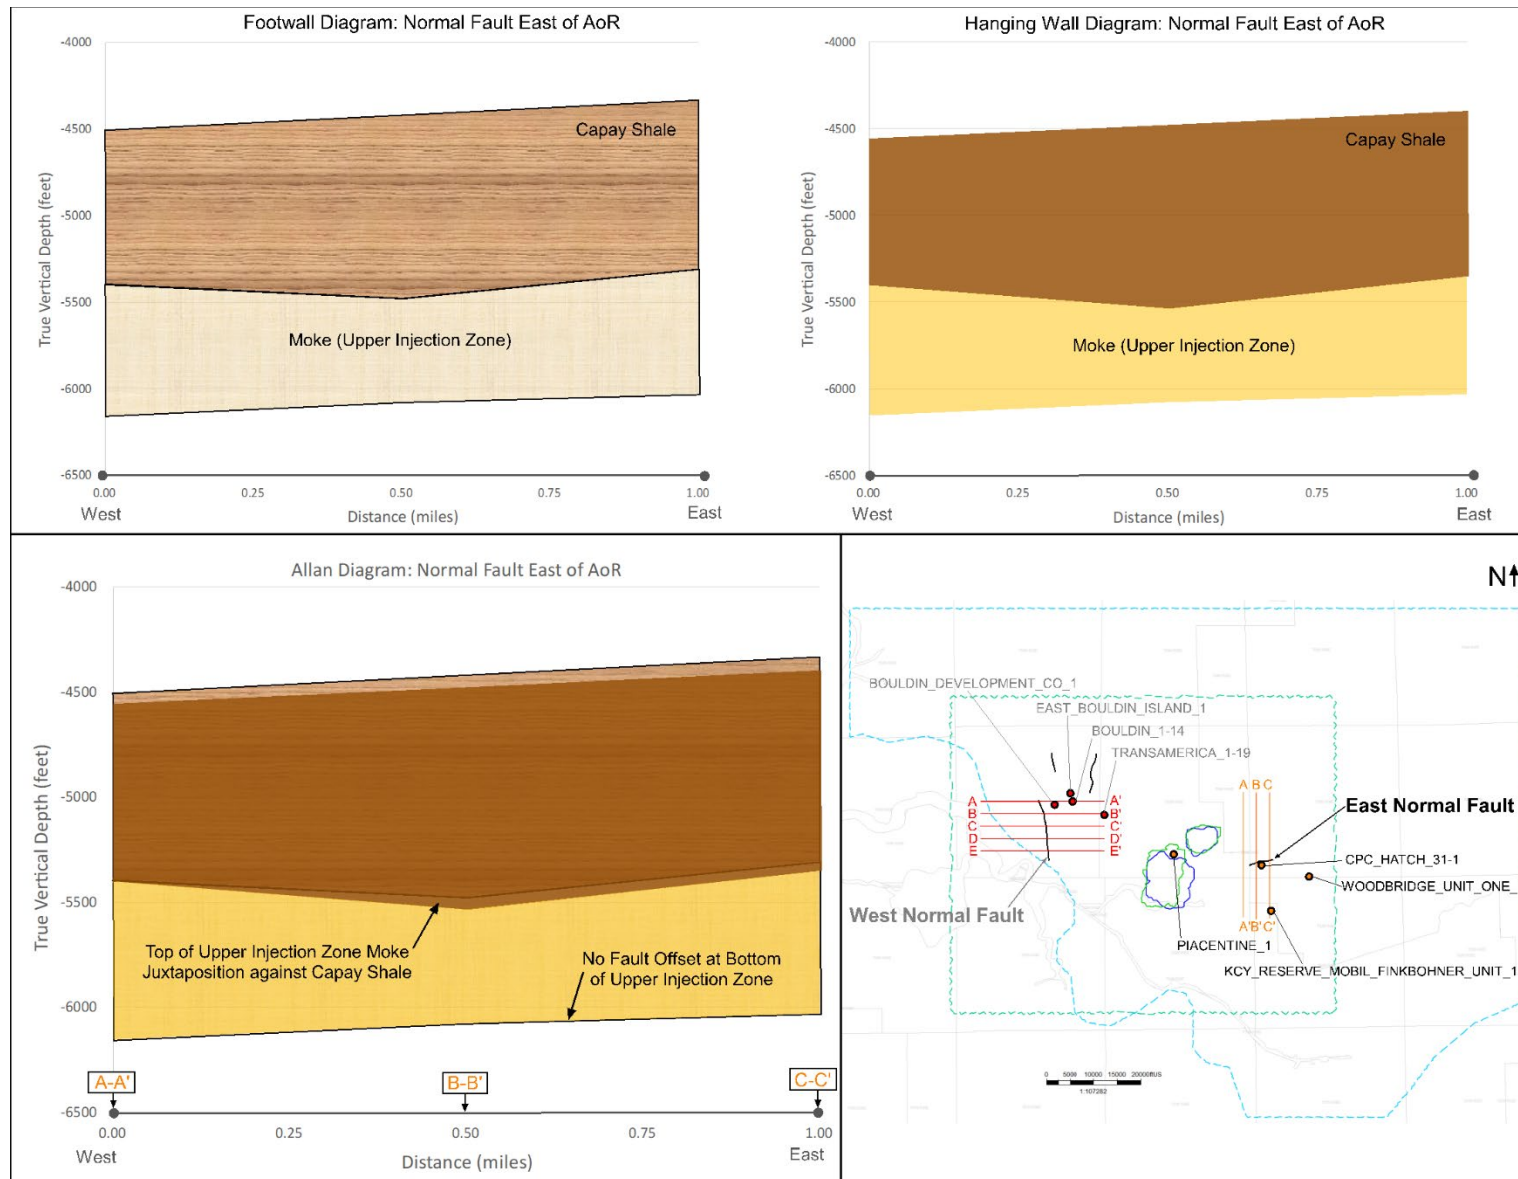 Footwall Diagram: Normal Fault East of AoR
-4000
-4500
-5000
-5500
-6000
-6500
True Vertical Depth (feet)
Capay Shale
Moke (Upper Injection Zone)
0.00
0.25
0.50
0.75
1.00
West
Distance (miles)
East
Hanging Wall Diagram: Normal Fault East of AoR
-4000
-4500
-5000
-5500
-6000
-6500
True Vertical Depth (feet)
Capay Shale
Moke (Upper Injection Zone)
0.00
0.25
0.50
0.75
1.00
West
Distance (miles)
East
Allan Diagram: Normal Fault East of AoR
-4000
-4500
-5000
-5500
-6000
-6500
True Vertical Depth (feet)
Top of Upper Injection Zone Moke
Juxtaposition against Capay Shale
No Fault Offset at Bottom
of Upper Injection Zone
A-A'
B-B'
C-C'
0.00
0.25
0.50
0.75
1.00
West
Distance (miles)
East
N
BOULDIN_DEVELOPMENT_CO_1
EAST_BOULDIN_ISLAND_1
BOULDIN_1-14
TRANSAMERICA_1-19
A A'
B B'
C C'
D D'
E E'
A B C
East Normal Fault
CPC_HATCH_31-1
WOODBRIDGE_UNIT_ONE_
West Normal Fault
A' B' C'
PIACENTINE_1
KCY_RESERVE_MOBIL_FINKBOHNER_UNIT_1
0 5000 10000 15000 20000ftUS
1:107282